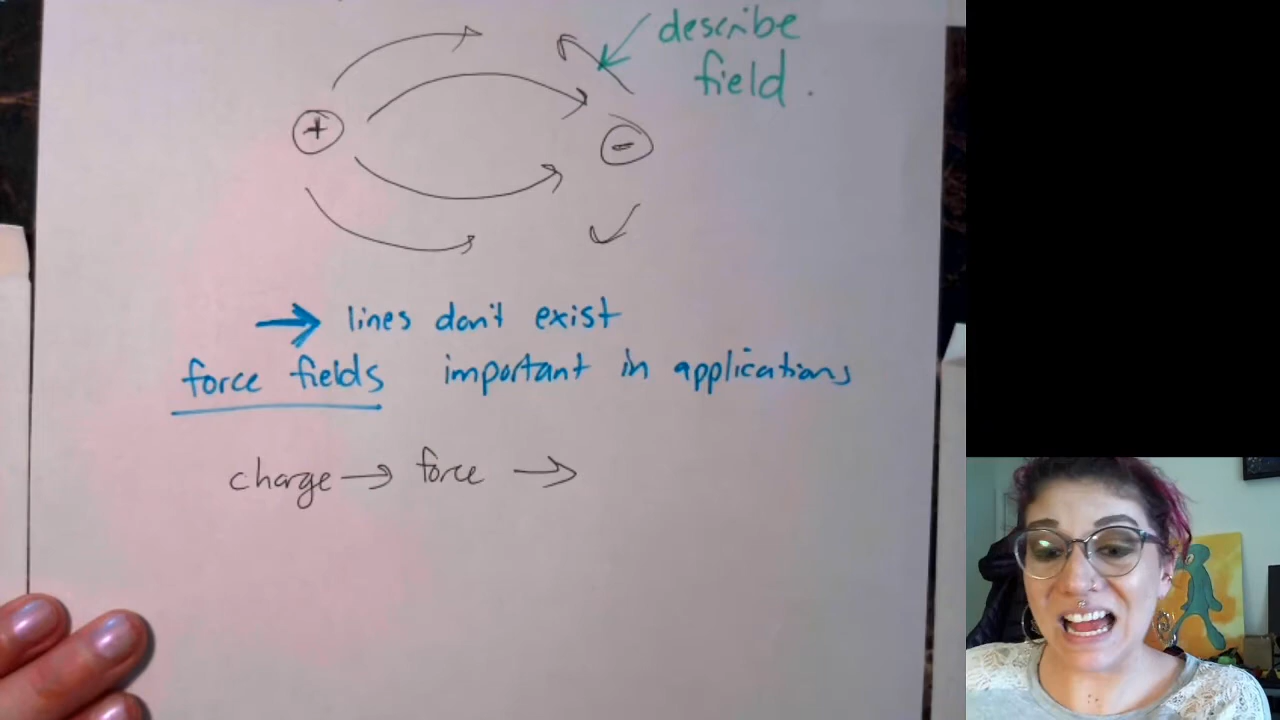 describe
field.
+
-
→ lines don't exist
force fields important in applications
charge → force →